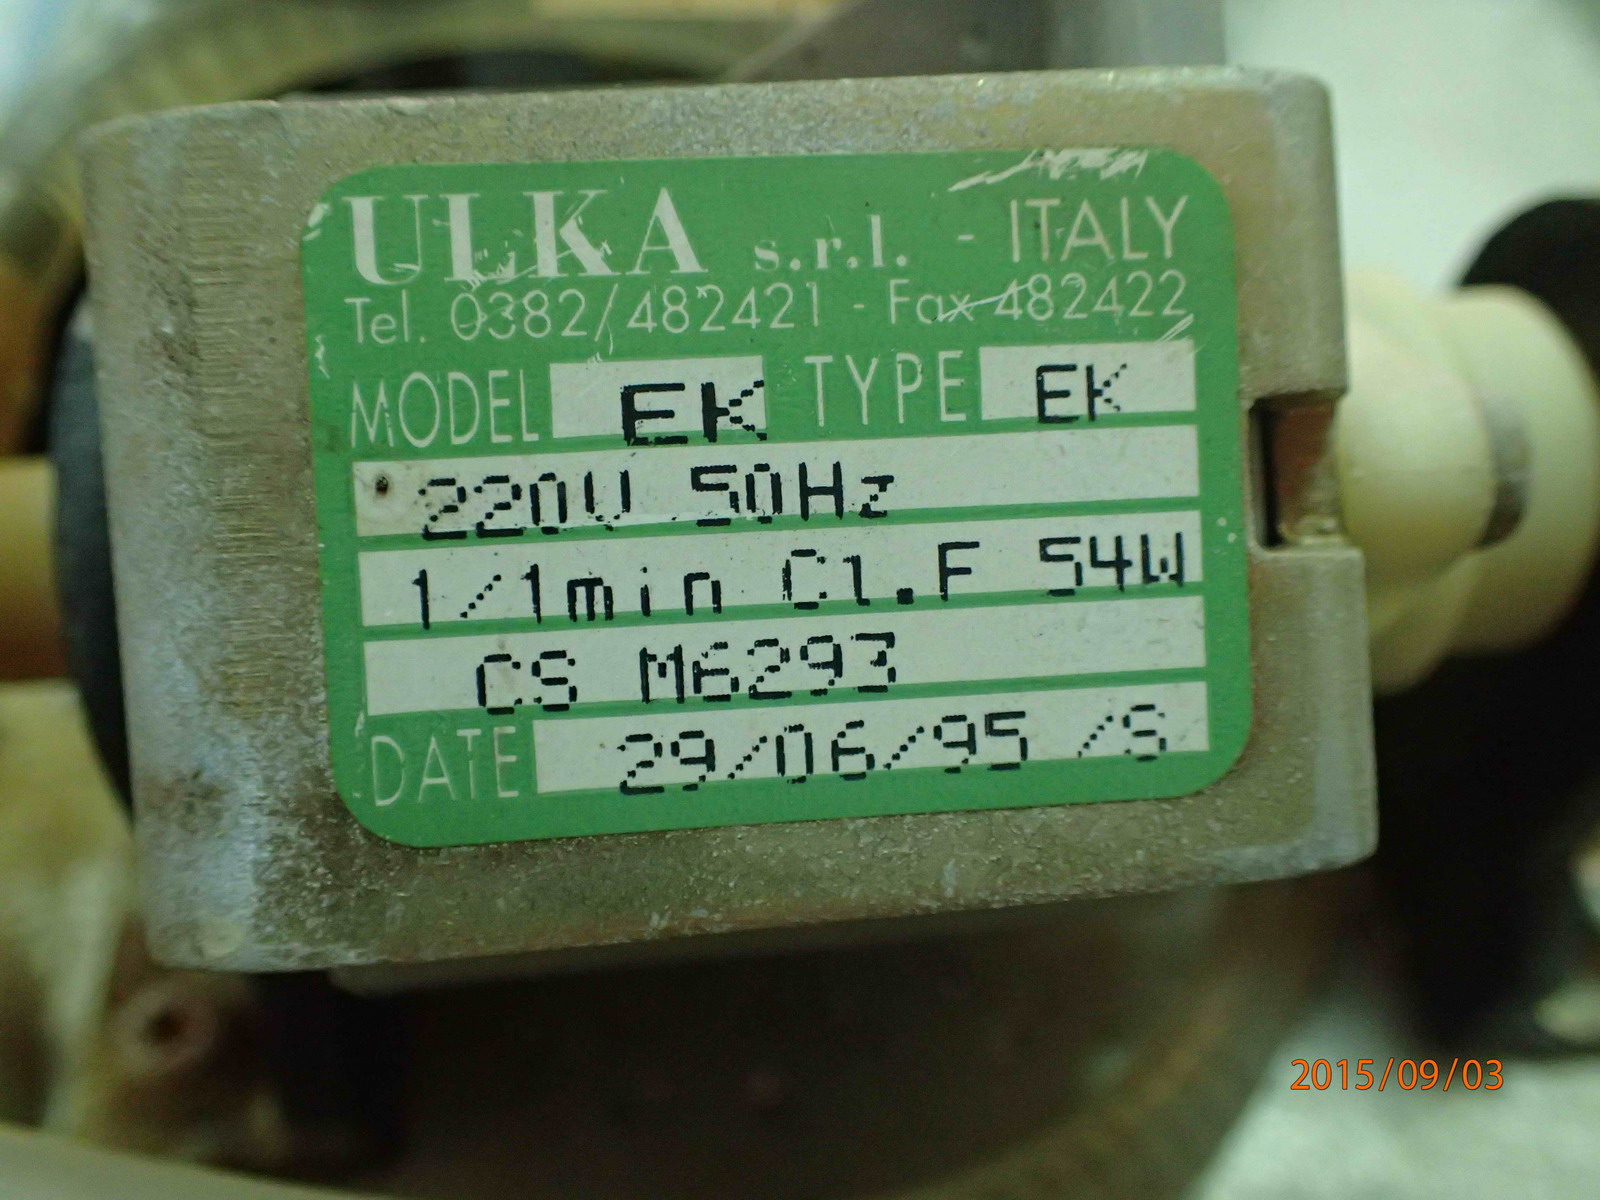 ULKA s.r.l. - ITALY
Tel. 0382/482421 - Fax 482422
MODEL EK TYPE EK
220V 50Hz
1/1min Cl.F 54W
CS M6293
DATE 29/06/95 /S
2015/09/03